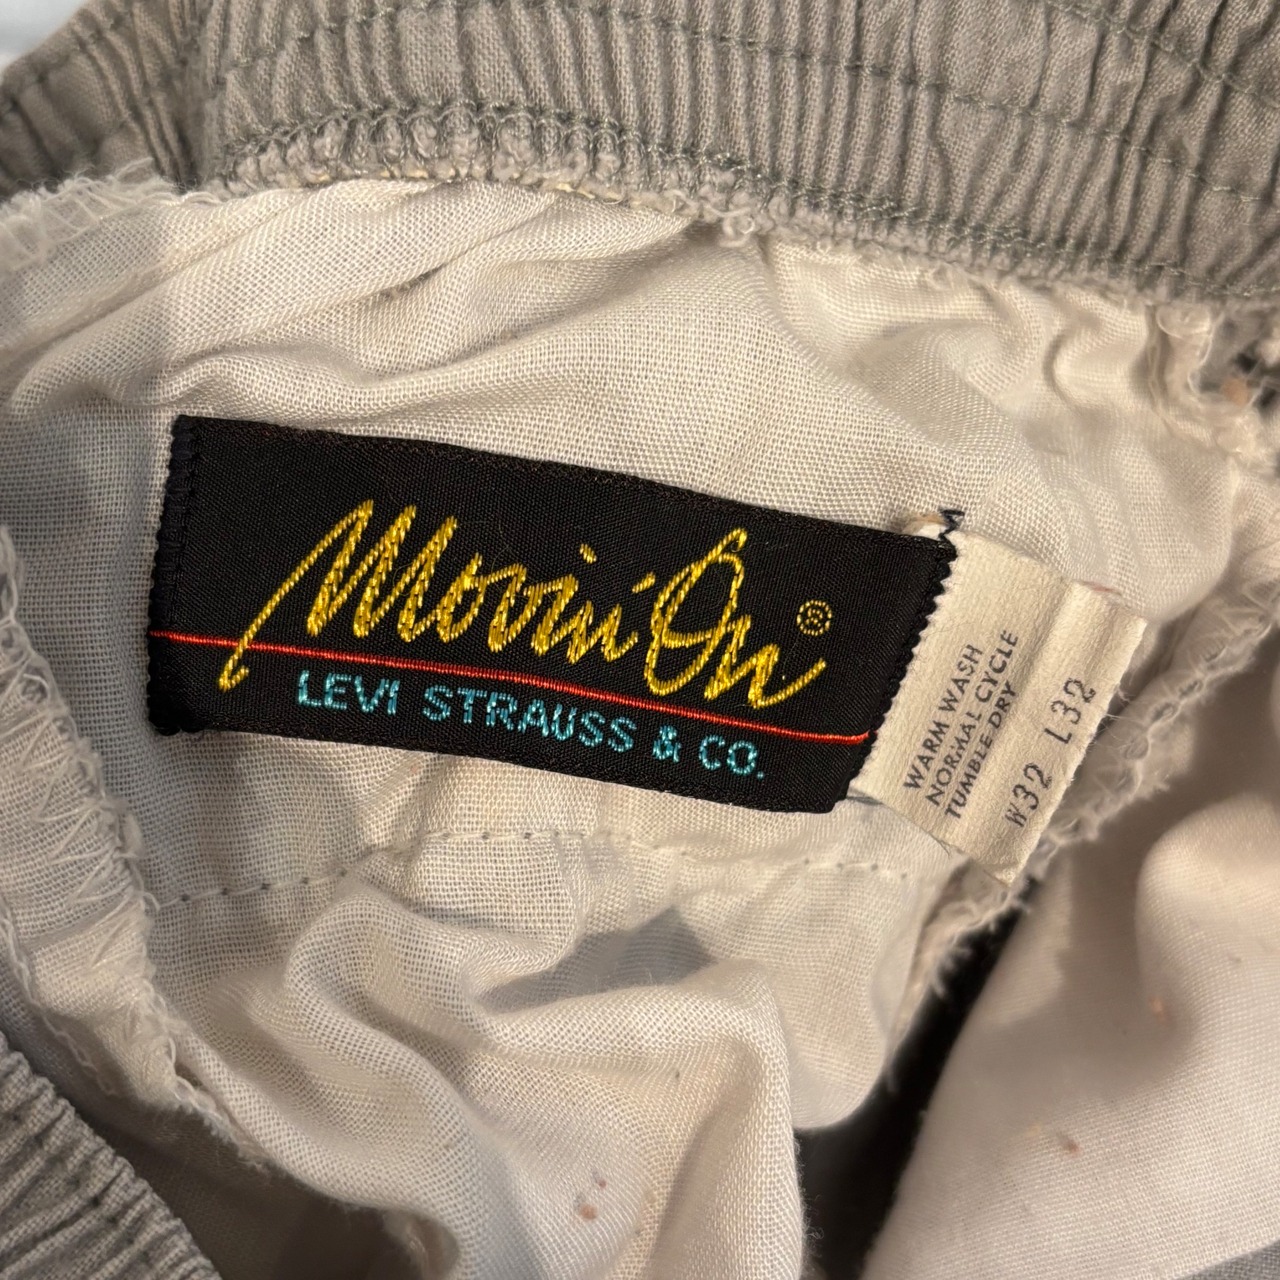 Movin' On ®
LEVI STRAUSS & CO.
WARM WASH
NORMAL CYCLE
TUMBLE DRY
W32 L32